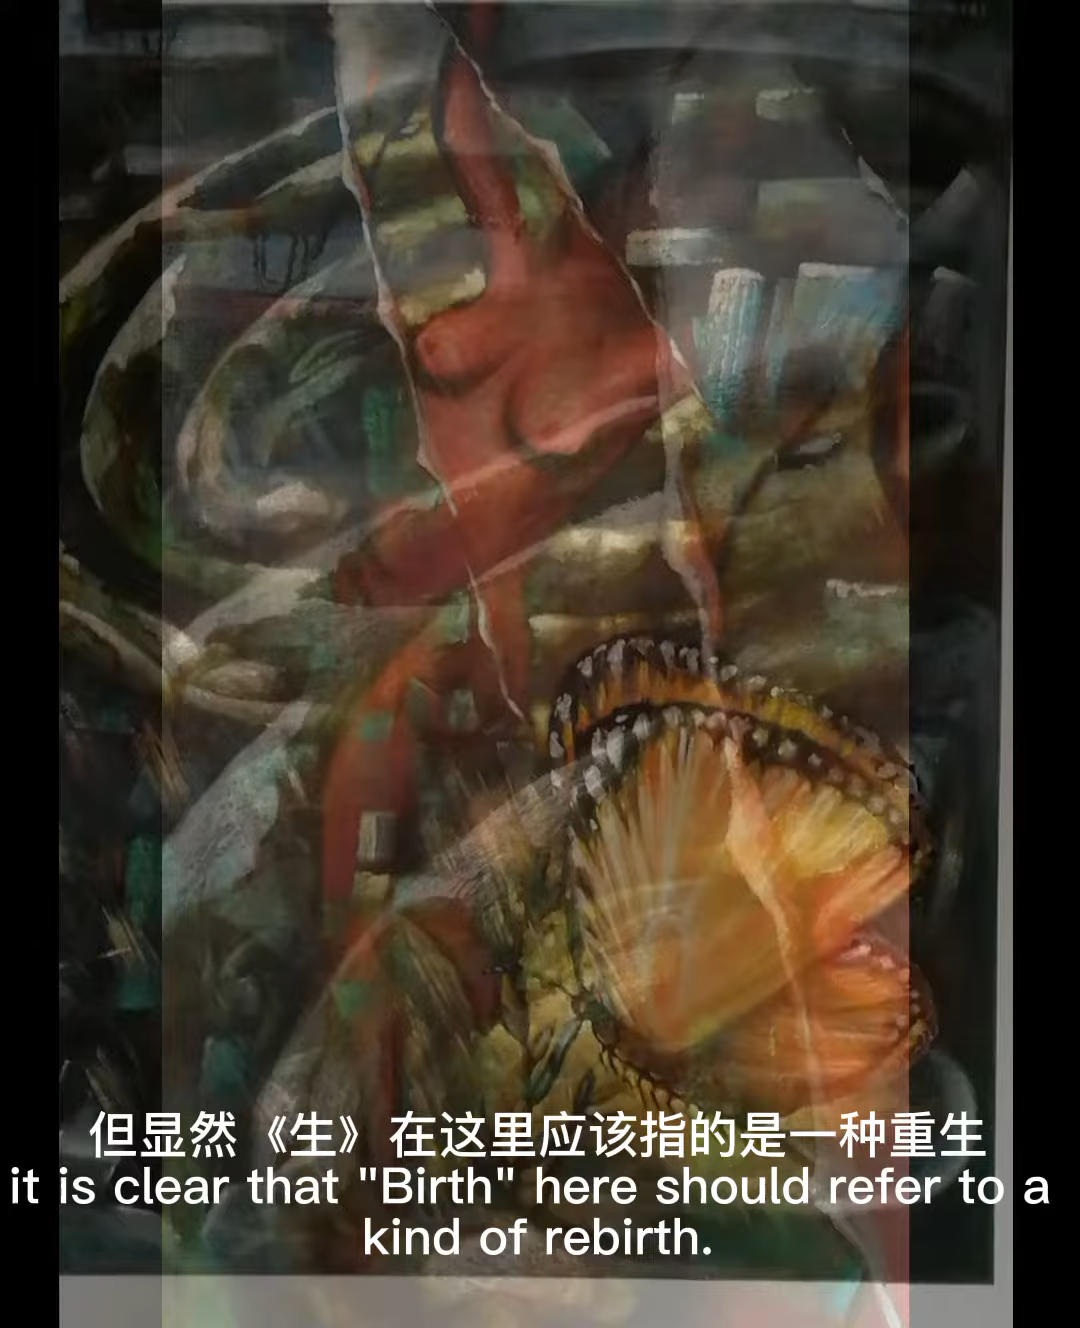 但显然《生》在这里应该指的是一种重生
it is clear that "Birth" here should refer to a
kind of rebirth.